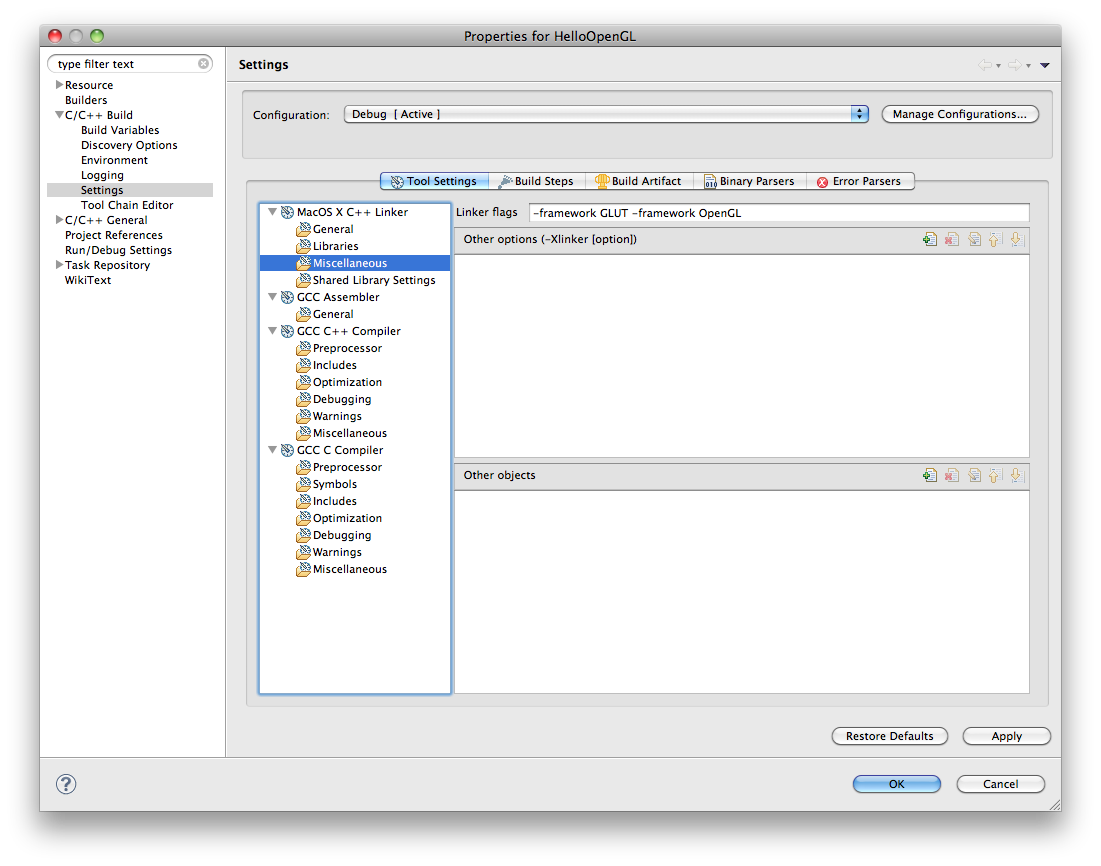 Properties for HelloOpenGL
type filter text
Resource
Builders
C/C++ Build
Build Variables
Discovery Options
Environment
Logging
Settings
Tool Chain Editor
C/C++ General
Project References
Run/Debug Settings
Task Repository
WikiText
Settings
Configuration:
Debug [ Active ]
Manage Configurations...
Tool Settings
Build Steps
Build Artifact
Binary Parsers
Error Parsers
MacOS X C++ Linker
General
Libraries
Miscellaneous
Shared Library Settings
GCC Assembler
General
GCC C++ Compiler
Preprocessor
Includes
Optimization
Debugging
Warnings
Miscellaneous
GCC C Compiler
Preprocessor
Symbols
Includes
Optimization
Debugging
Warnings
Miscellaneous
Linker flags
-framework GLUT -framework OpenGL
Other options (-Xlinker [option])
Other objects
Restore Defaults
Apply
?
OK
Cancel